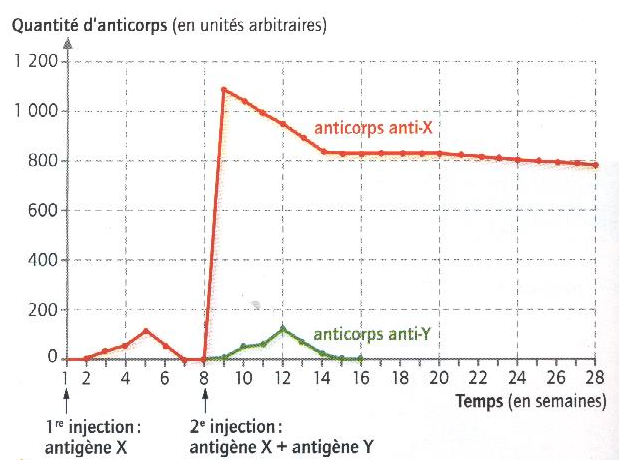 Quantité d'anticorps (en unités arbitraires)
1 200
1 000
anticorps anti-X
800
600
400
200
anticorps anti-Y
0
1 2 4 6 8 10 12 14 16 18 20 22 24 26 28
Temps (en semaines)
1re injection :
antigène X
2e injection :
antigène X + antigène Y